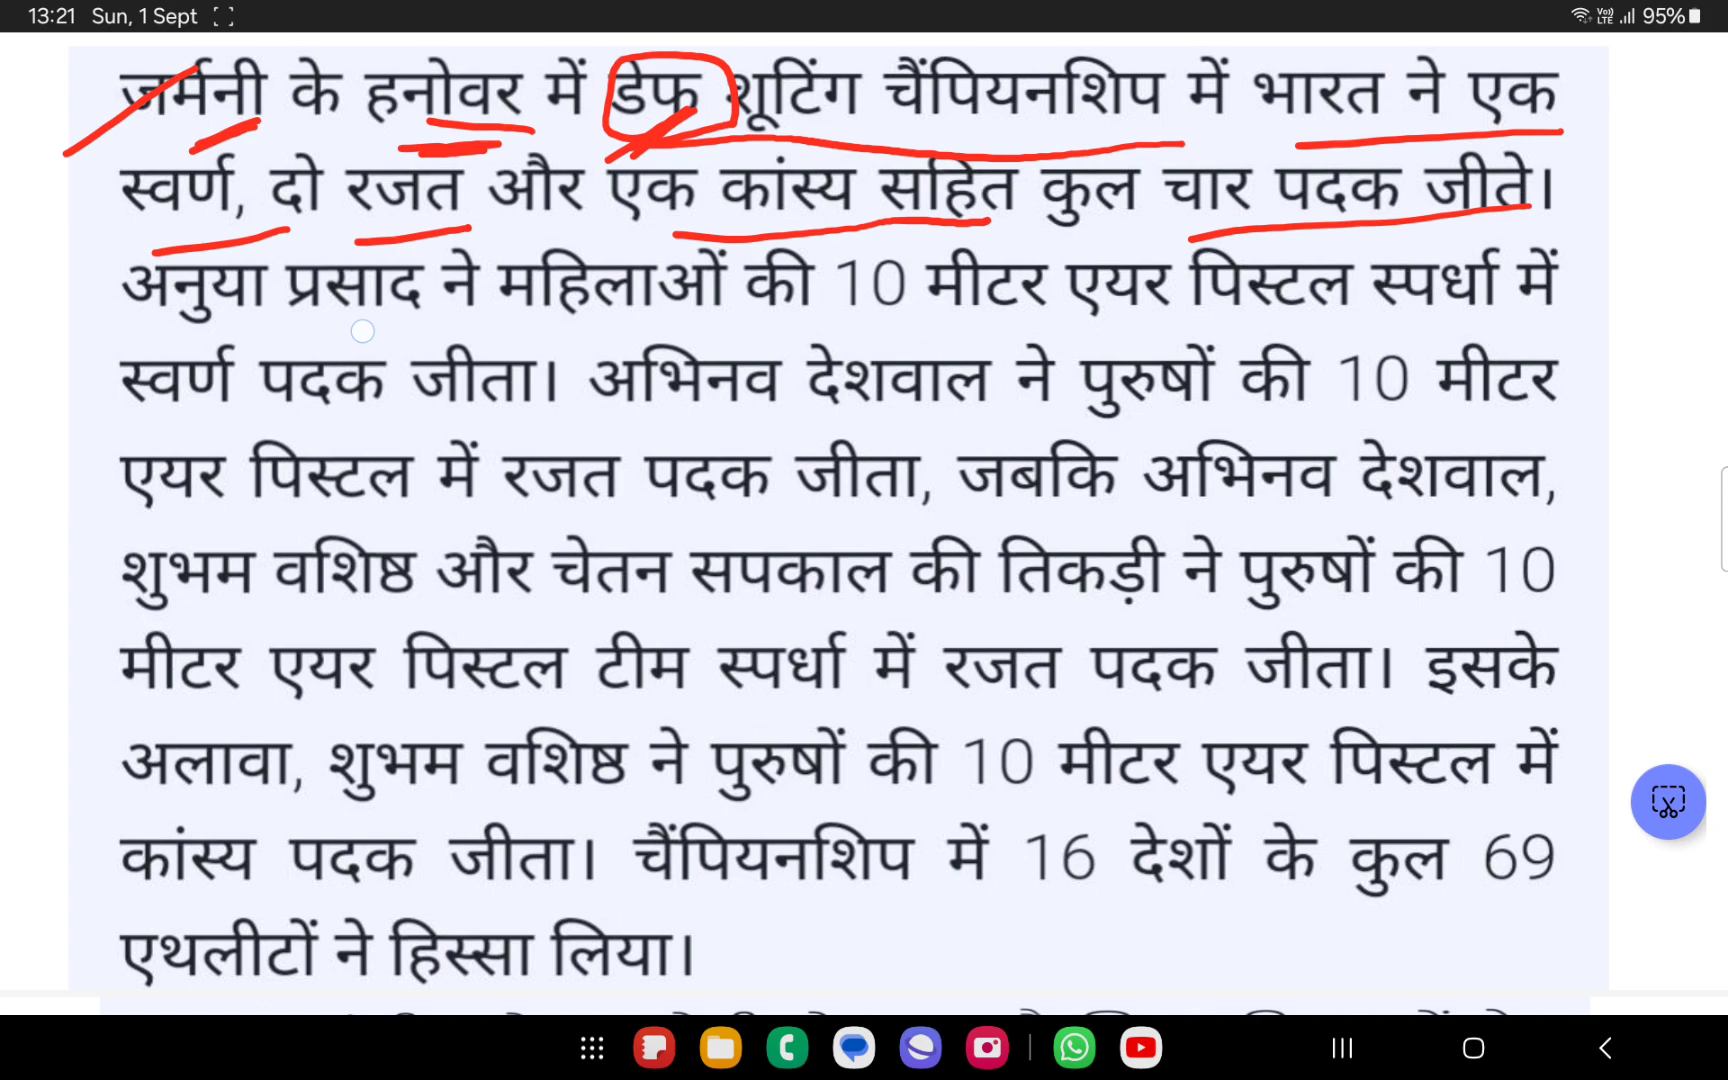 13:21 Sun, 1 Sept
Vo) LTE 95%
जर्मनी के हनोवर में डेफ शूटिंग चैंपियनशिप में भारत ने एक
स्वर्ण, दो रजत और एक कांस्य सहित कुल चार पदक जीते।
अनुया प्रसाद ने महिलाओं की 10 मीटर एयर पिस्टल स्पर्धा में
स्वर्ण पदक जीता। अभिनव देशवाल ने पुरुषों की 10 मीटर
एयर पिस्टल में रजत पदक जीता, जबकि अभिनव देशवाल,
शुभम वशिष्ठ और चेतन सपकाल की तिकड़ी ने पुरुषों की 10
मीटर एयर पिस्टल टीम स्पर्धा में रजत पदक जीता। इसके
अलावा, शुभम वशिष्ठ ने पुरुषों की 10 मीटर एयर पिस्टल में
कांस्य पदक जीता। चैंपियनशिप में 16 देशों के कुल 69
एथलीटों ने हिस्सा लिया।